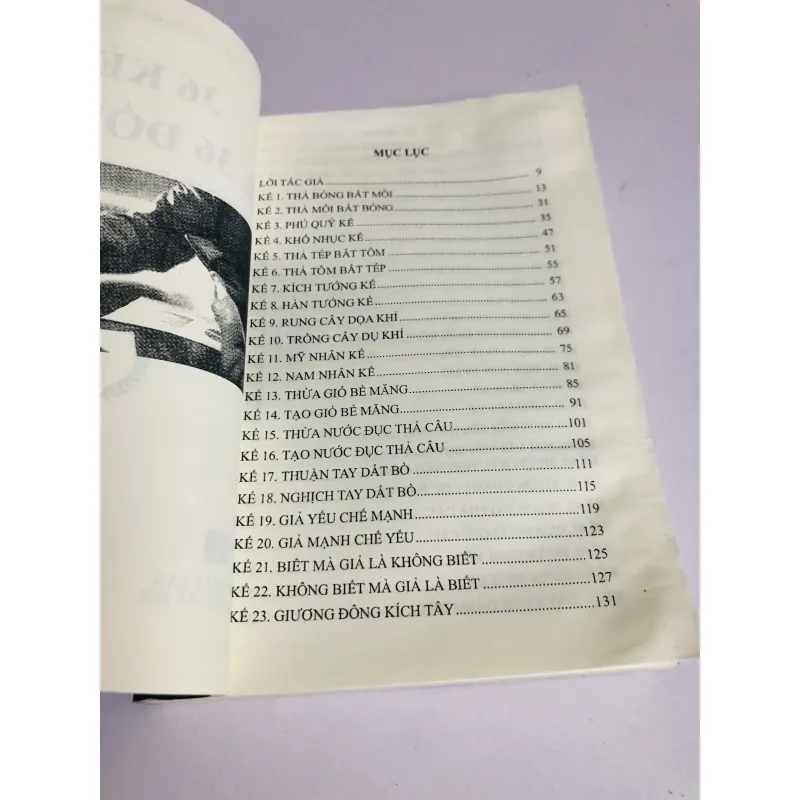 MỤC LỤC
LỜI TÁC GIẢ ... 9
KẾ 1. THẢ BÓNG BẮT MỒI ... 13
KẾ 2. THẢ MỒI BẮT BÓNG ... 31
KẾ 3. PHÚ QUÝ KẾ ... 35
KẾ 4. KHỔ NHỤC KẾ ... 47
KẾ 5. THẢ TÉP BẮT TÔM ... 51
KẾ 6. THẢ TÔM BẮT TÉP ... 55
KẾ 7. KÍCH TƯỚNG KẾ ... 57
KẾ 8. HÀN TƯỚNG KẾ ... 63
KẾ 9. RUNG CÂY DỌA KHỈ ... 65
KẾ 10. TRỒNG CÂY DỤ KHỈ ... 69
KẾ 11. MỸ NHÂN KẾ ... 75
KẾ 12. NAM NHÂN KẾ ... 81
KẾ 13. THỪA GIÓ BẺ MĂNG ... 85
KẾ 14. TẠO GIÓ BẺ MĂNG ... 91
KẾ 15. THỪA NƯỚC ĐỤC THẢ CÂU ... 101
KẾ 16. TẠO NƯỚC ĐỤC THẢ CÂU ... 105
KẾ 17. THUẬN TAY DẮT BÒ ... 111
KẾ 18. NGHỊCH TAY DẮT BÒ ... 115
KẾ 19. GIẢ YẾU CHẾ MẠNH ... 119
KẾ 20. GIẢ MẠNH CHẾ YẾU ... 123
KẾ 21. BIẾT MÀ GIẢ LÀ KHÔNG BIẾT ... 125
KẾ 22. KHÔNG BIẾT MÀ GIẢ LÀ BIẾT ... 127
KẾ 23. GIƯƠNG ĐÔNG KÍCH TÂY ... 131